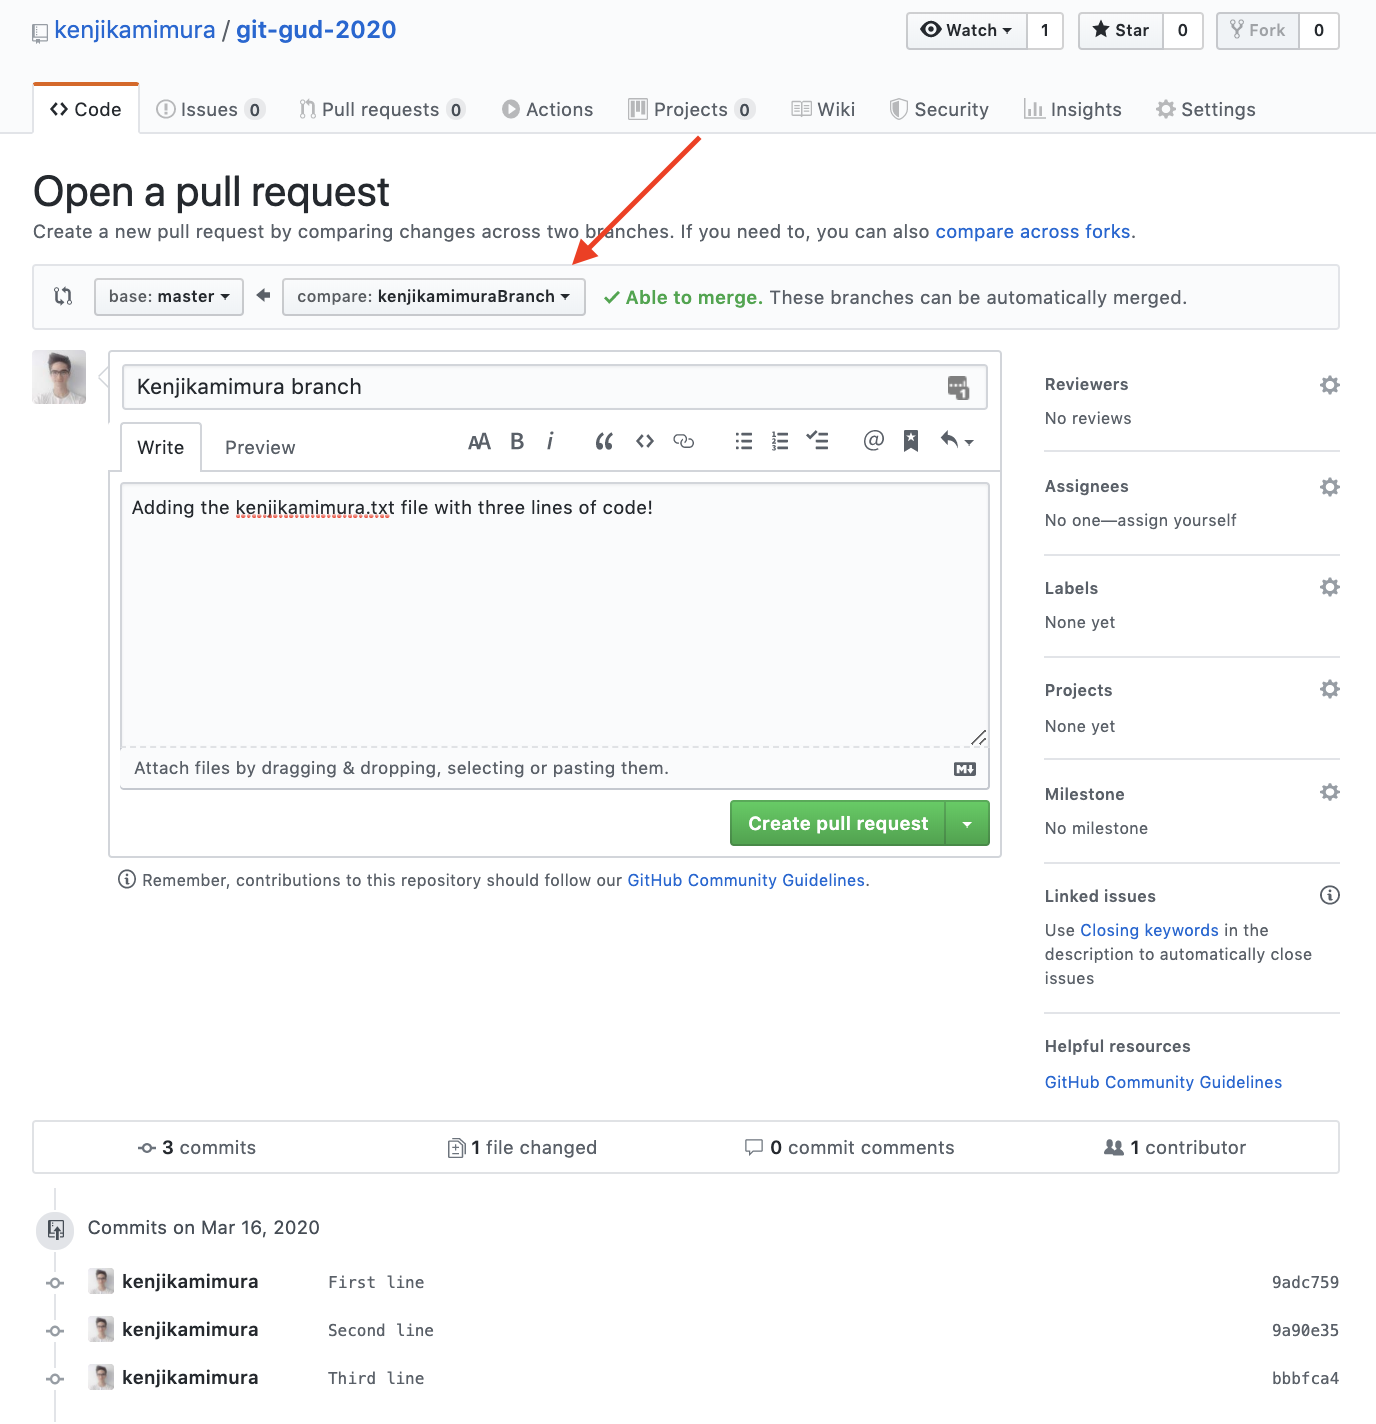 kenjikamimura / git-gud-2020
Watch 1 Star 0 Fork 0
Code Issues 0 Pull requests 0 Actions Projects 0 Wiki Security Insights Settings
Open a pull request
Create a new pull request by comparing changes across two branches. If you need to, you can also compare across forks.
base: master compare: kenjikamimuraBranch Able to merge. These branches can be automatically merged.
Kenjikamimura branch
Write Preview
Adding the kenjikamimura.txt file with three lines of code!
Attach files by dragging & dropping, selecting or pasting them.
Create pull request
Remember, contributions to this repository should follow our GitHub Community Guidelines.
Reviewers
No reviews
Assignees
No one—assign yourself
Labels
None yet
Projects
None yet
Milestone
No milestone
Linked issues
Use Closing keywords in the
description to automatically close
issues
Helpful resources
GitHub Community Guidelines
3 commits 1 file changed 0 commit comments 1 contributor
Commits on Mar 16, 2020
kenjikamimura First line 9adc759
kenjikamimura Second line 9a90e35
kenjikamimura Third line bbbfca4